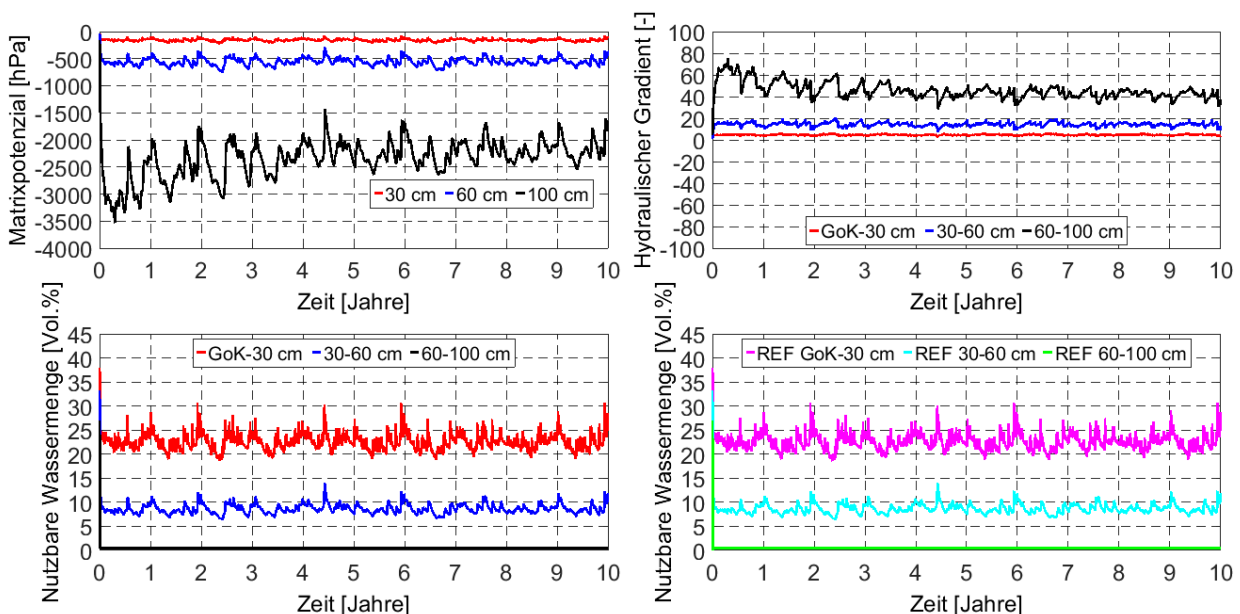 Matrixpotenzial [hPa]
0
-500
-1000
-1500
-2000
-2500
-3000
-3500
-4000
30 cm 60 cm 100 cm
0 1 2 3 4 5 6 7 8 9 10
Zeit [Jahre]
Hydraulischer Gradient [-]
100
80
60
40
20
0
-20
-40
-60
-80
-100
GoK-30 cm 30-60 cm 60-100 cm
0 1 2 3 4 5 6 7 8 9 10
Zeit [Jahre]
Nutzbare Wassermenge [Vol.%]
45
40
35
30
25
20
15
10
5
0
GoK-30 cm 30-60 cm 60-100 cm
0 1 2 3 4 5 6 7 8 9 10
Zeit [Jahre]
Nutzbare Wassermenge [Vol.%]
45
40
35
30
25
20
15
10
5
0
REF GoK-30 cm REF 30-60 cm REF 60-100 cm
0 1 2 3 4 5 6 7 8 9 10
Zeit [Jahre]